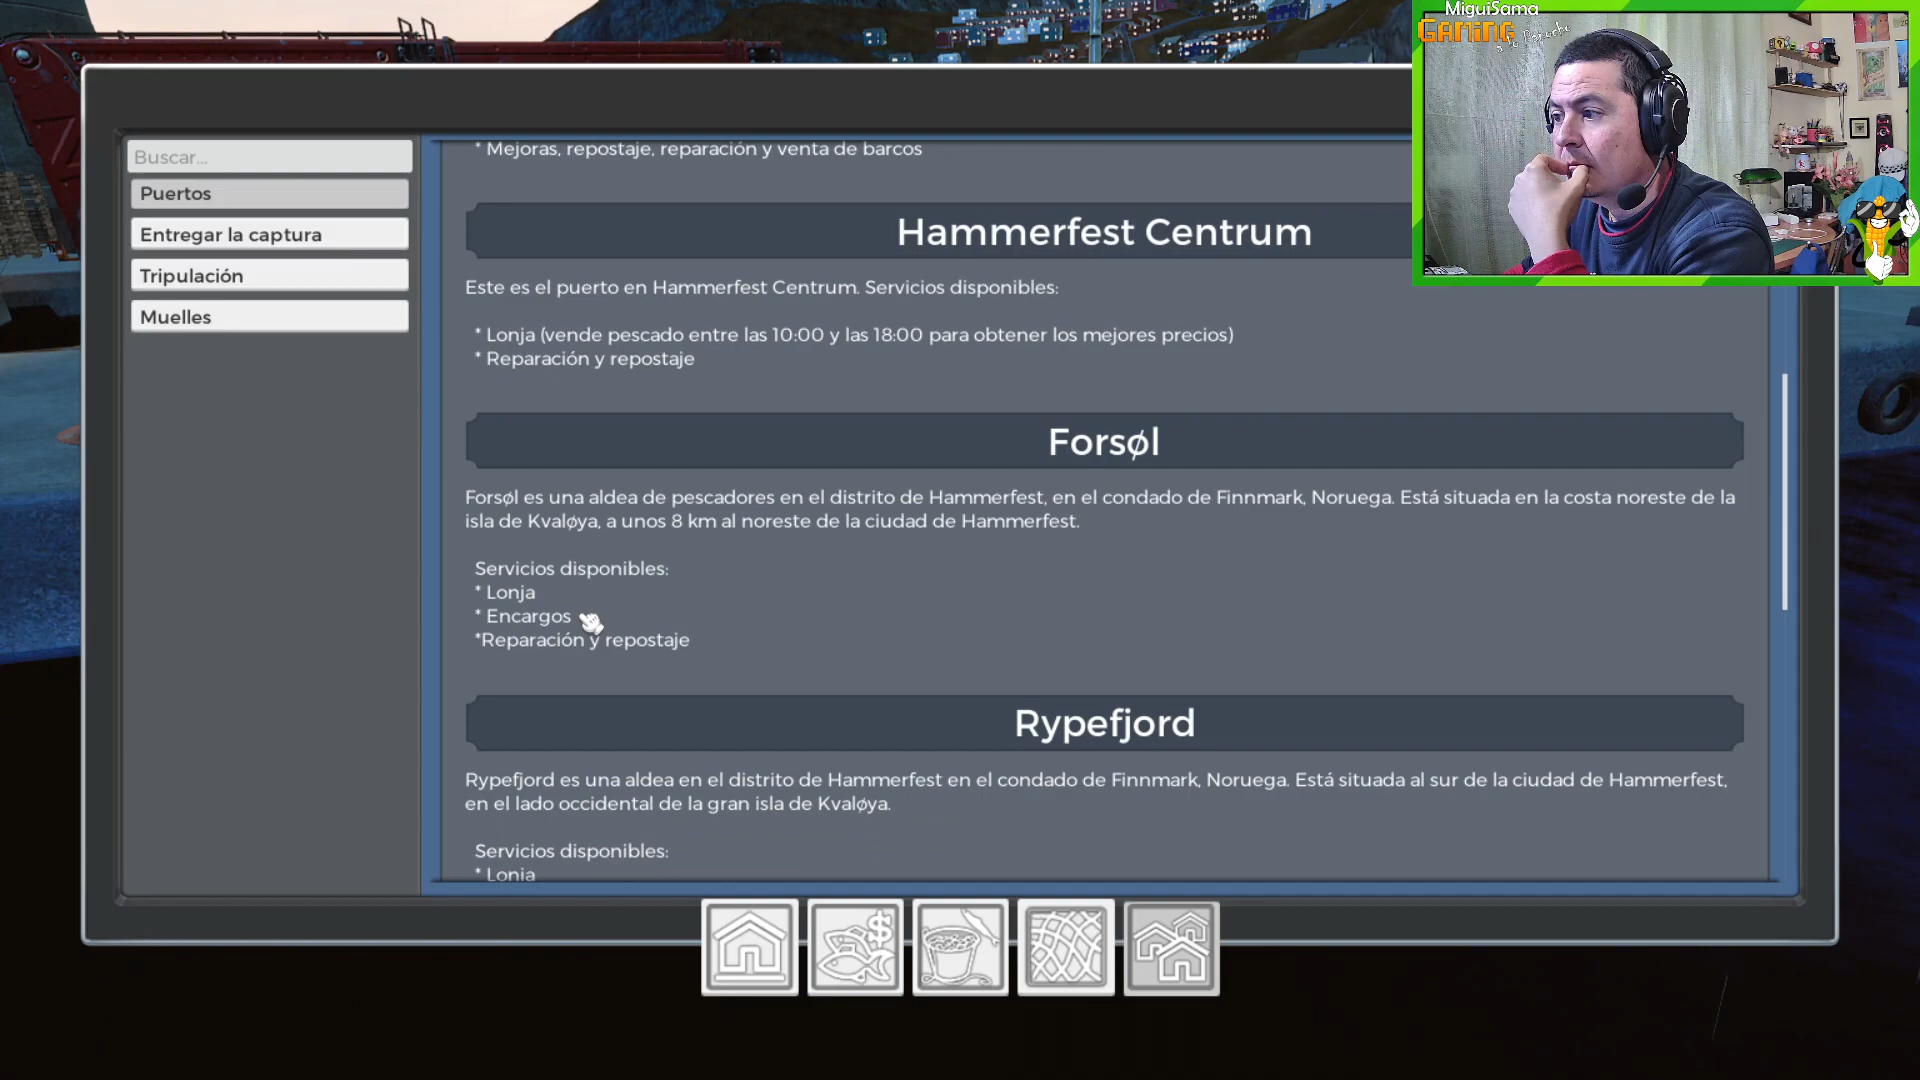 MiguiSama
GAMING
a la Panocha
Buscar...
Puertos
Entregar la captura
Tripulación
Muelles
* Mejoras, repostaje, reparación y venta de barcos
Hammerfest Centrum
Este es el puerto en Hammerfest Centrum. Servicios disponibles:
* Lonja (vende pescado entre las 10:00 y las 18:00 para obtener los mejores precios)
* Reparación y repostaje
Forsøl
Forsøl es una aldea de pescadores en el distrito de Hammerfest, en el condado de Finnmark, Noruega. Está situada en la costa noreste de la
isla de Kvaløya, a unos 8 km al noreste de la ciudad de Hammerfest.
Servicios disponibles:
* Lonja
* Encargos
*Reparación y repostaje
Rypefjord
Rypefjord es una aldea en el distrito de Hammerfest en el condado de Finnmark, Noruega. Está situada al sur de la ciudad de Hammerfest,
en el lado occidental de la gran isla de Kvaløya.
Servicios disponibles:
* Lonja